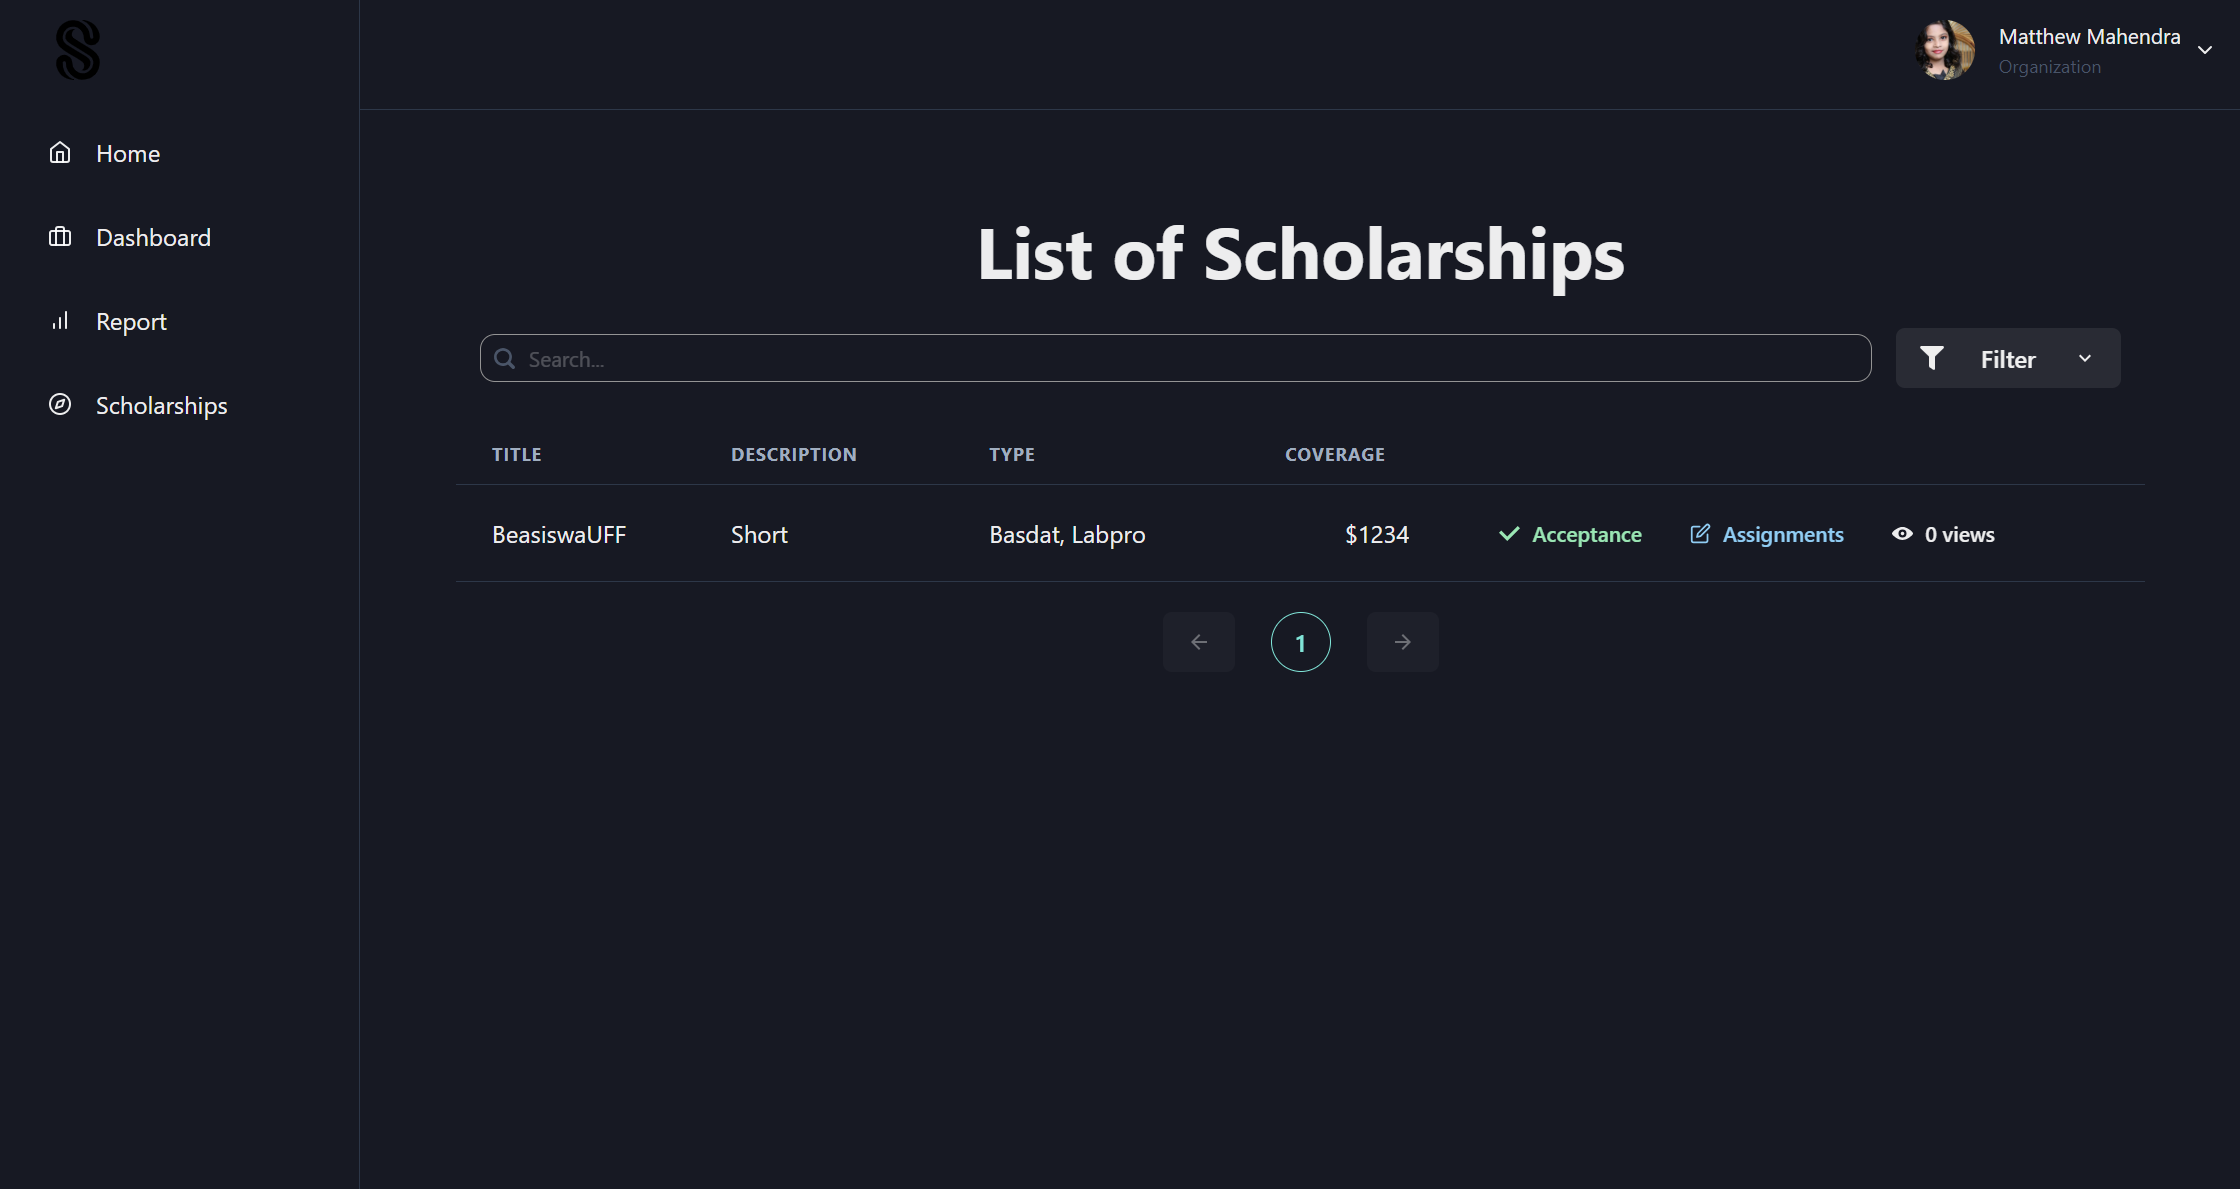 Matthew Mahendra
Organization
Home
Dashboard
Report
Scholarships
List of Scholarships
Search...
Filter
TITLE DESCRIPTION TYPE COVERAGE
BeasiswaUFF Short Basdat, Labpro $1234 Acceptance Assignments 0 views
1